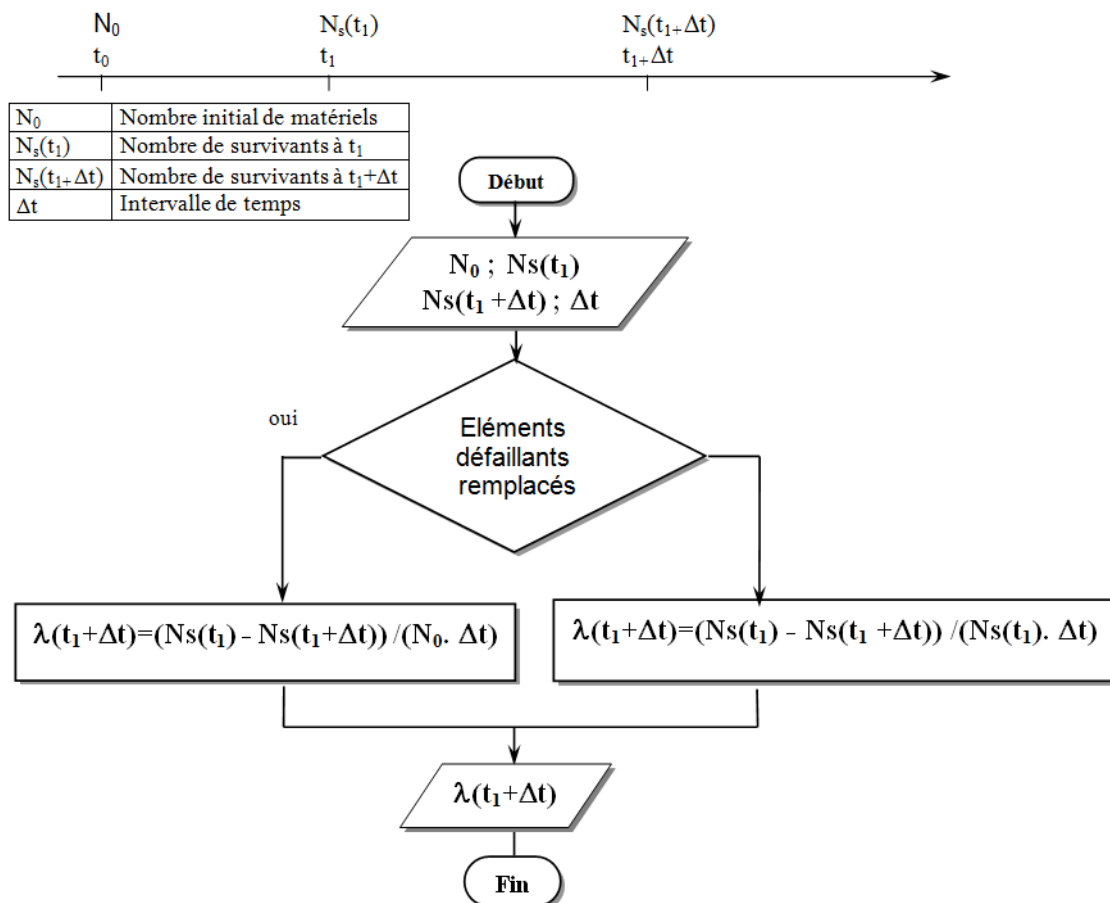 N₀ Nₛ(t₁) Nₛ(t₁₊Δt)
t₀ t₁ t₁₊Δt
N₀ Nombre initial de matériels
Nₛ(t₁) Nombre de survivants à t₁
Nₛ(t₁₊Δt) Nombre de survivants à t₁+Δt
Δt Intervalle de temps
Début
N₀ ; Ns(t₁)
Ns(t₁ +Δt) ; Δt
oui
Eléments
défaillants
remplacés
λ(t₁+Δt)=(Ns(t₁) - Ns(t₁+Δt)) /(N₀. Δt)
λ(t₁+Δt)=(Ns(t₁) - Ns(t₁ +Δt)) /(Ns(t₁). Δt)
λ(t₁+Δt)
Fin